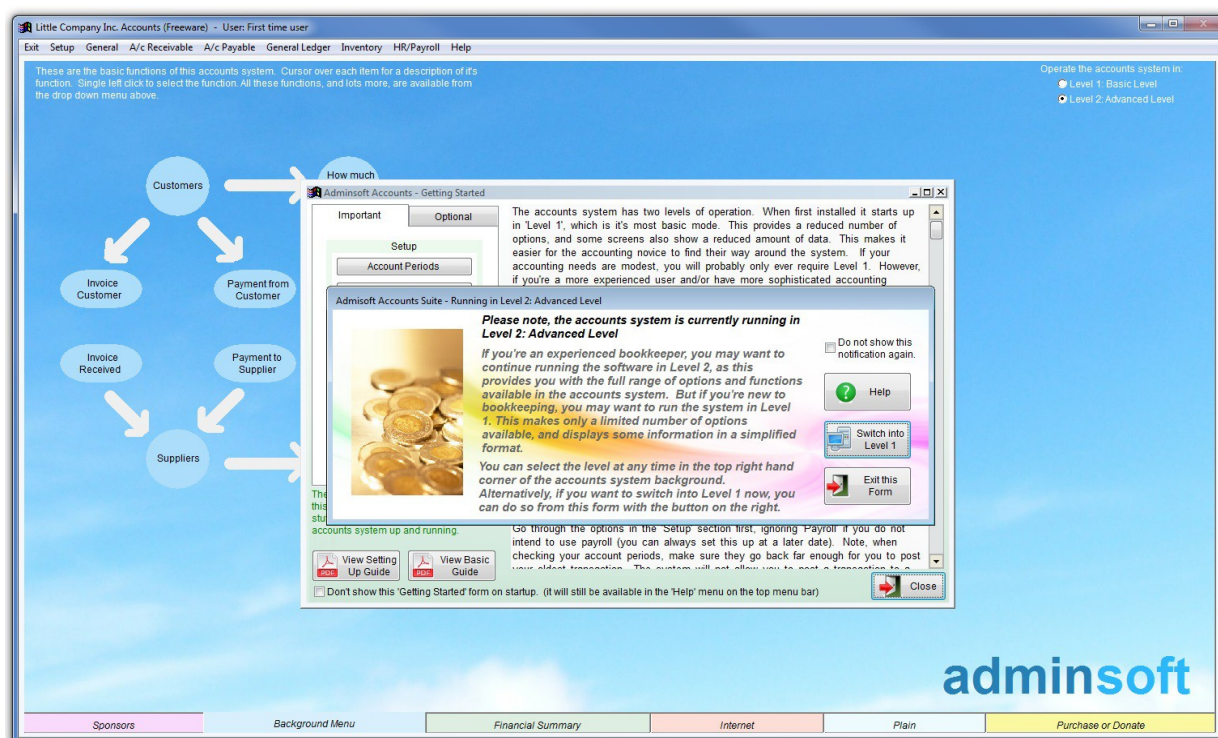 Little Company Inc. Accounts (Freeware) - User: First time user
Exit Setup General A/c Receivable A/c Payable General Ledger Inventory HR/Payroll Help
These are the basic functions of this accounts system. Cursor over each item for a description of it's
function. Single left click to select the function. All these functions, and lots more, are available from
the drop down menu above.
Operate the accounts system in:
Level 1: Basic Level
Level 2: Advanced Level
Customers
How much
Invoice
Customer
Payment from
Customer
Invoice
Received
Payment to
Supplier
Suppliers
Adminsoft Accounts - Getting Started
Important
Optional
Setup
Account Periods
The accounts system has two levels of operation. When first installed it starts up
in 'Level 1', which is it's most basic mode. This provides a reduced number of
options, and some screens also show a reduced amount of data. This makes it
easier for the accounting novice to find their way around the system. If your
accounting needs are modest, you will probably only ever require Level 1. However,
if you're a more experienced user and/or have more sophisticated accounting
Admisoft Accounts Suite - Running in Level 2: Advanced Level
Please note, the accounts system is currently running in
Level 2: Advanced Level
If you're an experienced bookkeeper, you may want to
continue running the software in Level 2, as this
provides you with the full range of options and functions
available in the accounts system. But if you're new to
bookkeeping, you may want to run the system in Level
1. This makes only a limited number of options
available, and displays some information in a simplified
format.
You can select the level at any time in the top right hand
corner of the accounts system background.
Alternatively, if you want to switch into Level 1 now, you
can do so from this form with the button on the right.
Do not show this
notification again.
Help
Switch into
Level 1
Exit this
Form
The
this
accounts system up and running.
Go through the options in the 'Setup' section first, ignoring 'Payroll' if you do not
intend to use payroll (you can always set this up at a later date). Note, when
checking your account periods, make sure they go back far enough for you to post
your oldest transaction. The system will not allow you to post a transaction to a
PDF
View Setting
Up Guide
PDF
View Basic
Guide
Don't show this 'Getting Started' form on startup. (it will still be available in the 'Help' menu on the top menu bar)
Close
adminsoft
Sponsors
Background Menu
Financial Summary
Internet
Plain
Purchase or Donate